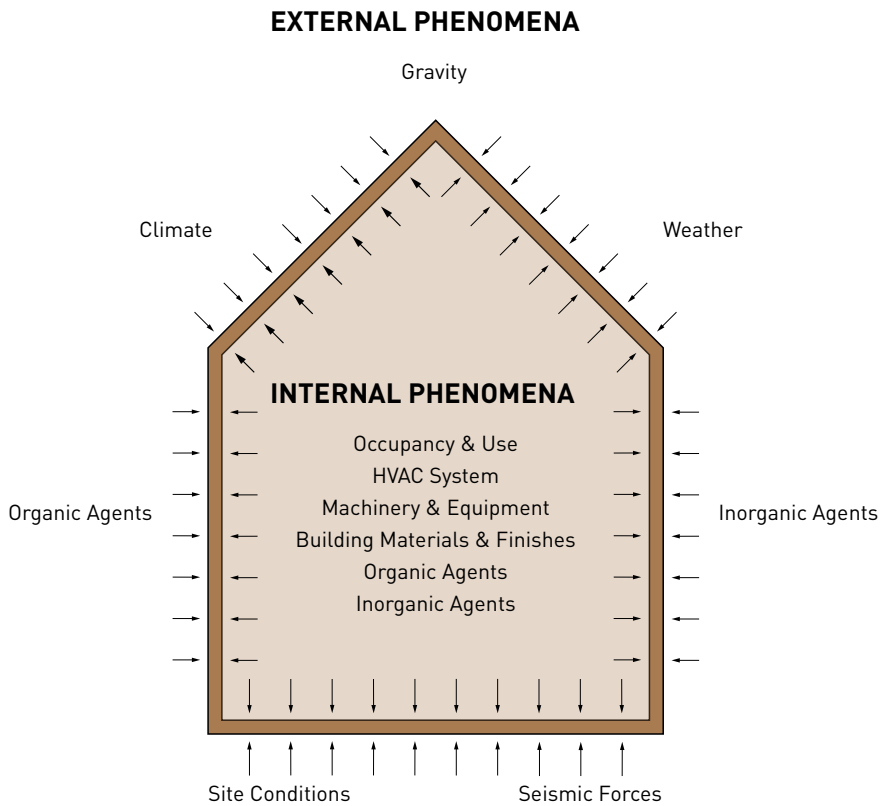 EXTERNAL PHENOMENA
Gravity
Climate
Weather
INTERNAL PHENOMENA
Occupancy & Use
HVAC System
Machinery & Equipment
Building Materials & Finishes
Organic Agents
Inorganic Agents
Organic Agents
Inorganic Agents
Site Conditions
Seismic Forces